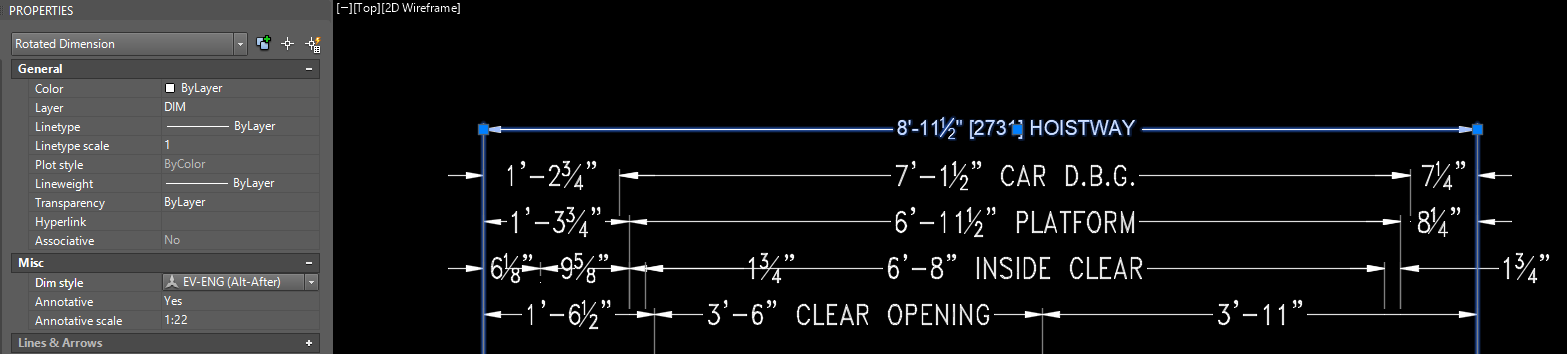 PROPERTIES
[−][Top][2D Wireframe]
Rotated Dimension
General
Color ByLayer
Layer DIM
Linetype ByLayer
Linetype scale 1
Plot style ByColor
Lineweight ByLayer
Transparency ByLayer
Hyperlink
Associative No
Misc
Dim style EV-ENG (Alt-After)
Annotative Yes
Annotative scale 1:22
Lines & Arrows
8'-11½" [2731] HOISTWAY
1'-2¾" 7'-1½" CAR D.B.G. 7¼"
1'-3¾" 6'-11½" PLATFORM 8¼"
6⅛" 9⅝" 1¾" 6'-8" INSIDE CLEAR 1¾"
1'-6½" 3'-6" CLEAR OPENING 3'-11"